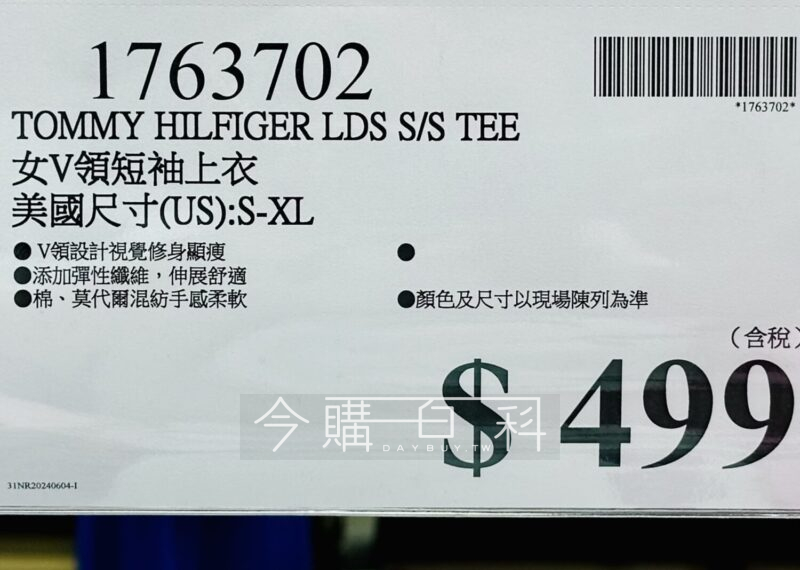 1763702
*1763702*
TOMMY HILFIGER LDS S/S TEE
女V領短袖上衣
美國尺寸(US):S-XL
● V領設計視覺修身顯瘦
●添加彈性纖維，伸展舒適
●棉、莫代爾混紡手感柔軟
●
●顏色及尺寸以現場陳列為準
（含稅）
$ 499
今購百科
DAYBUY.TW
31NR20240604-1